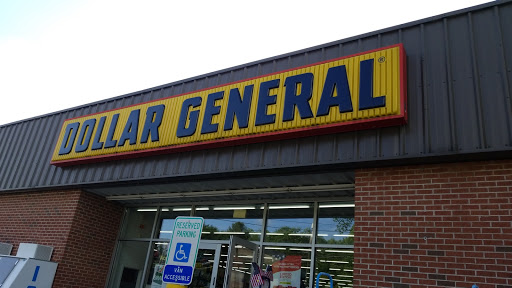 DOLLAR GENERAL®
RESERVED
PARKING
VAN
ACCESSIBLE